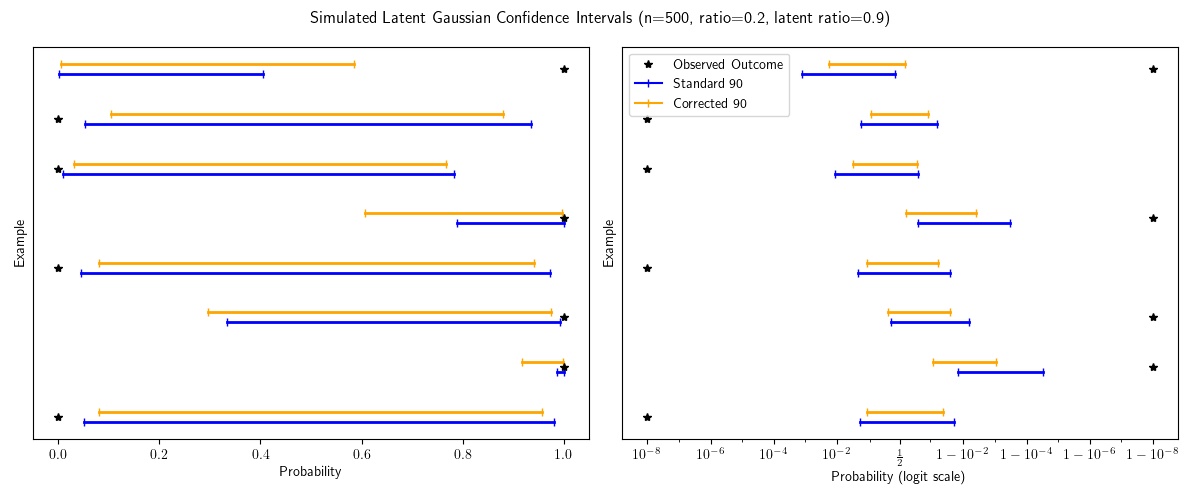 Simulated Latent Gaussian Confidence Intervals (n=500, ratio=0.2, latent ratio=0.9)
Example
0.0 0.2 0.4 0.6 0.8 1.0
Probability
Observed Outcome
Standard 90
Corrected 90
Example
10⁻⁸ 10⁻⁶ 10⁻⁴ 10⁻² 1/2 1 − 10⁻² 1 − 10⁻⁴ 1 − 10⁻⁶ 1 − 10⁻⁸
Probability (logit scale)